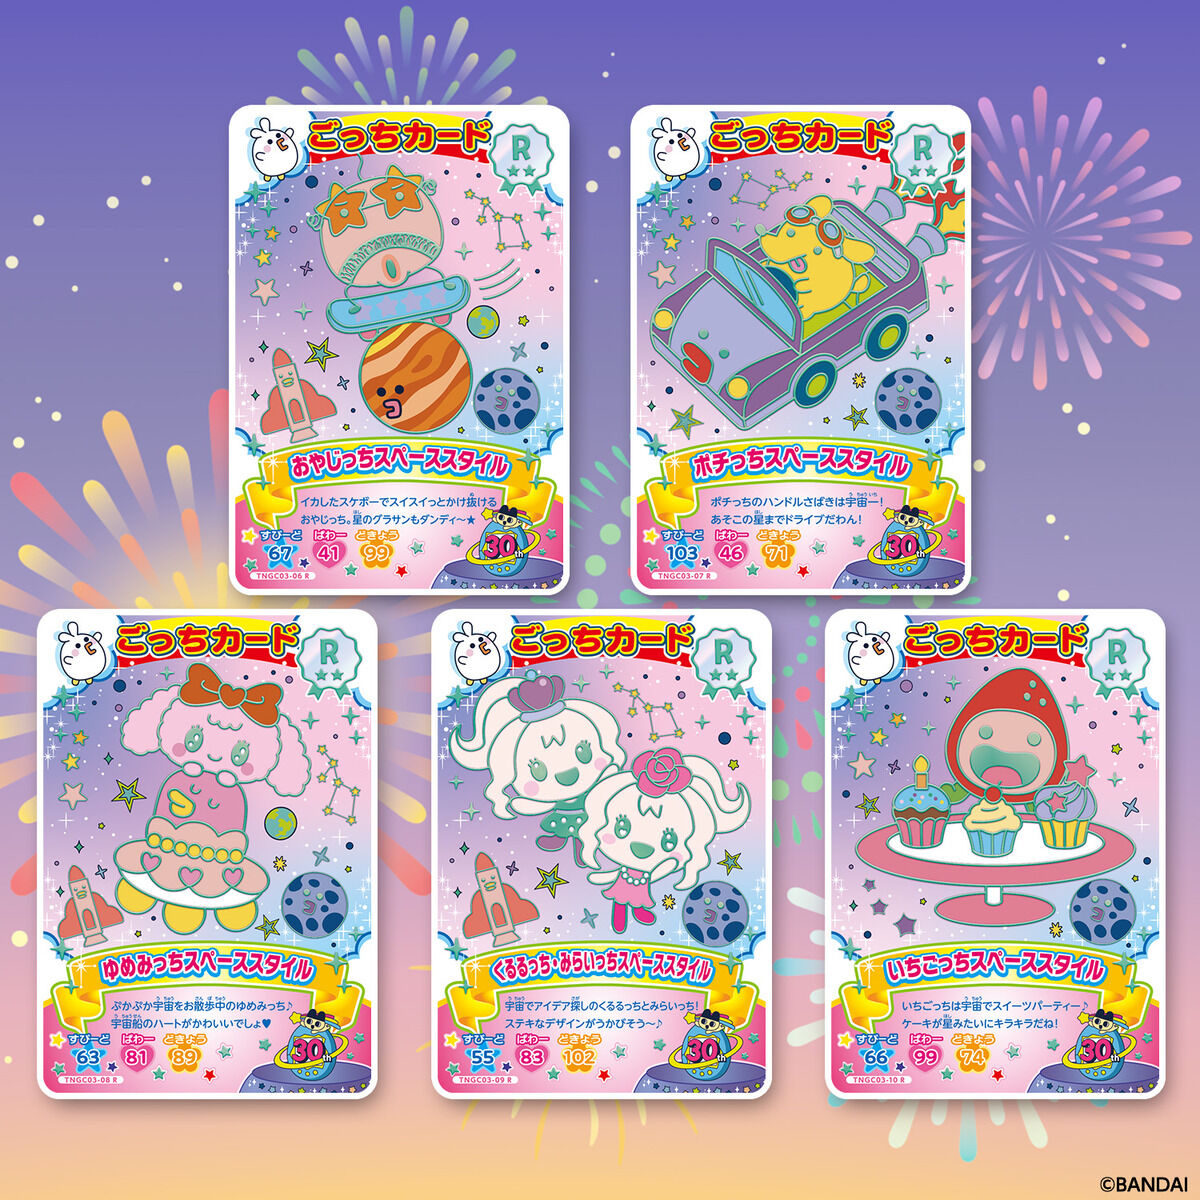 ごっちカード
R
おやじっちスペーススタイル
イカしたスケボーでスイスイっとかけ抜ける
おやじっち。星のグラサンもダンディ〜★
すぴーど ぱわー どきょう
67 41 99
30th
TNGC03-06 R
ごっちカード
R
ポチっちスペーススタイル
ポチっちのハンドルさばきは宇宙一！
あそこの星までドライブだわん！
すぴーど ぱわー どきょう
103 46 71
30th
TNGC03-07 R
ごっちカード
R
ゆめみっちスペーススタイル
ぷかぷか宇宙をお散歩中のゆめみっち♪
宇宙船のハートがかわいいでしょ♥
すぴーど ぱわー どきょう
63 81 89
30th
TNGC03-08 R
ごっちカード
R
くるるっち・みらいっちスペーススタイル
宇宙でアイデア探しのくるるっちとみらいっち！
ステキなデザインがうかびそう〜♪
すぴーど ぱわー どきょう
55 83 102
30th
TNGC03-09 R
ごっちカード
R
いちごっちスペーススタイル
いちごっちは宇宙でスイーツパーティー♪
ケーキが星みたいにキラキラだね！
すぴーど ぱわー どきょう
66 99 74
30th
TNGC03-10 R
©BANDAI